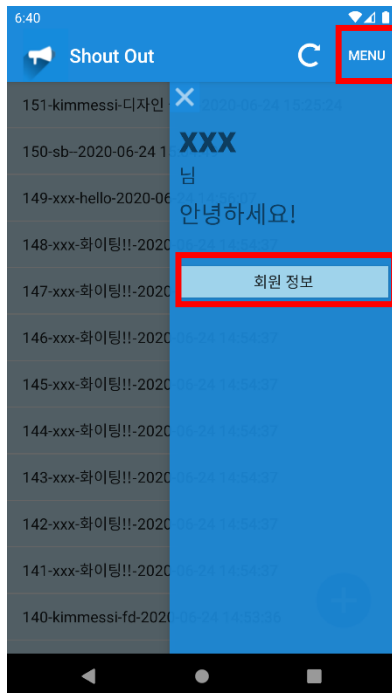 6:40
Shout Out
MENU
151-kimmessi-디자인 2020-06-24 15:25:24
150-sb--2020-06-24 1
149-xxx-hello-2020-06
148-xxx-화이팅!!-2020-06-24 14:54:37
147-xxx-화이팅!!-2020
146-xxx-화이팅!!-2020-06-24 14:54:37
145-xxx-화이팅!!-2020-06-24 14:54:37
144-xxx-화이팅!!-2020-06-24 14:54:37
143-xxx-화이팅!!-2020-06-24 14:54:37
142-xxx-화이팅!!-2020-06-24 14:54:37
141-xxx-화이팅!!-2020-06-24 14:54:37
140-kimmessi-fd-2020-06-24 14:53:36
xxx
님
안녕하세요!
회원 정보